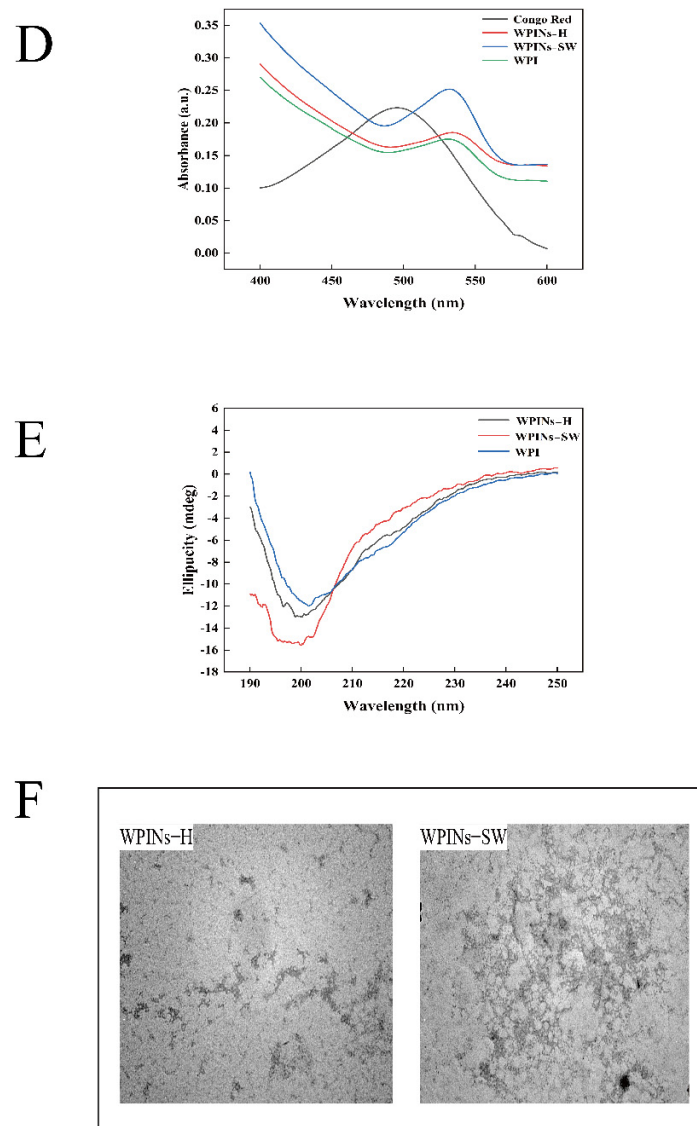 D
Congo Red
WPINs-H
WPINs-SW
WPI
0.35
0.30
0.25
0.20
0.15
0.10
0.05
0.00
Absorbance (a.u.)
400
450
500
550
600
Wavelength (nm)
E
WPINs-H
WPINs-SW
WPI
6
4
2
0
-2
-4
-6
-8
-10
-12
-14
-16
-18
Ellipucity (mdeg)
190
200
210
220
230
240
250
Wavelength (nm)
F
WPINs-H
WPINs-SW